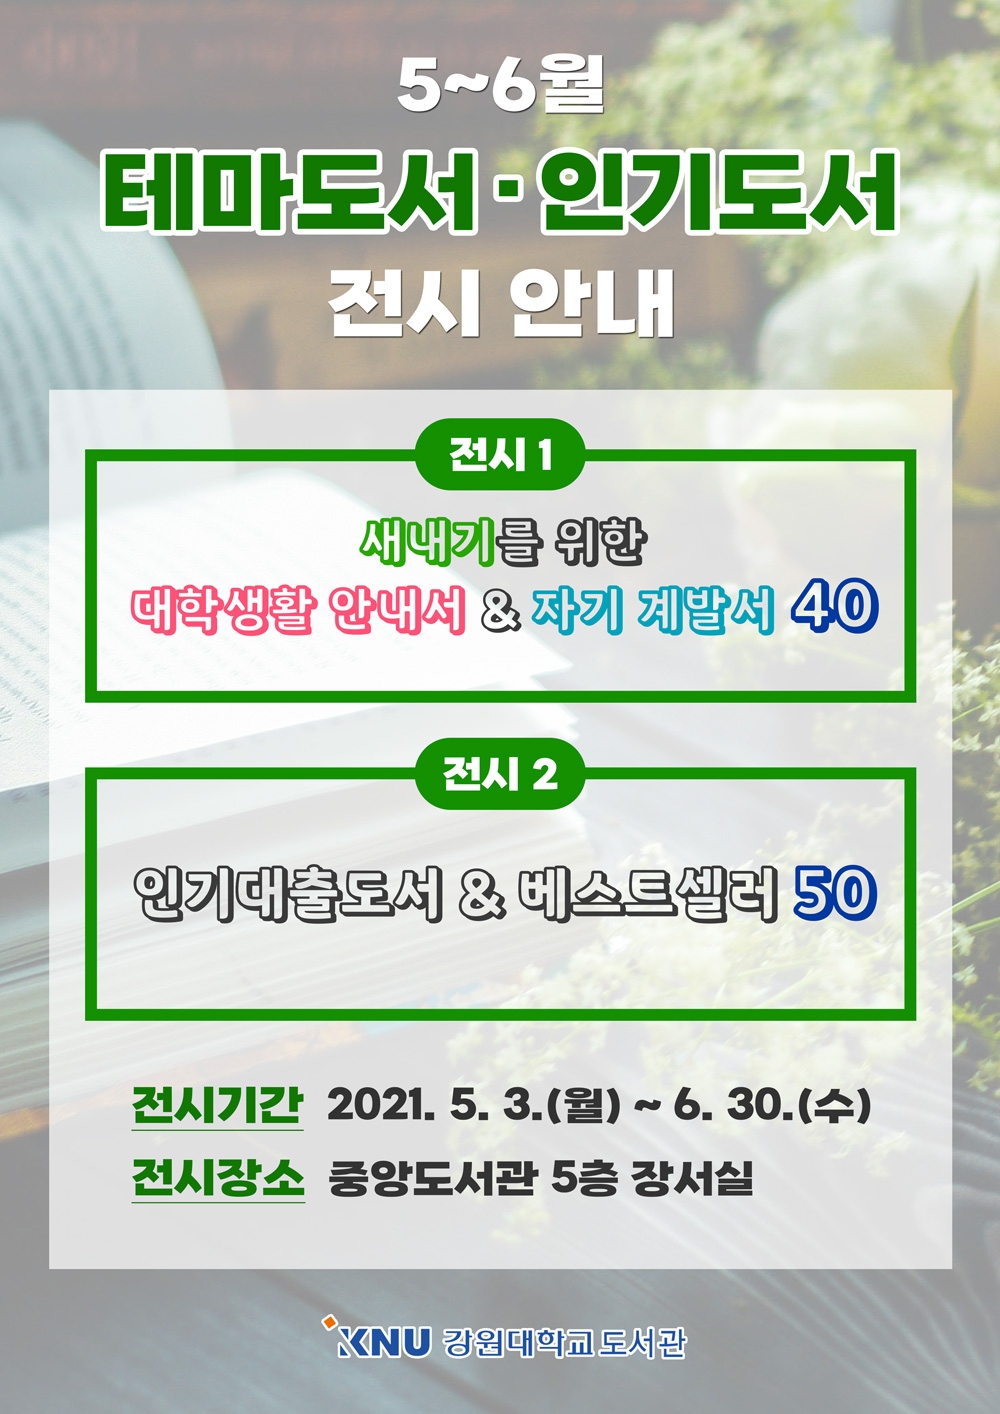 5~6월
테마도서·인기도서
전시 안내
전시 1
새내기를 위한
대학생활 안내서 & 자기 계발서 40
전시 2
인기대출도서 & 베스트셀러 50
전시기간 2021. 5. 3.(월) ~ 6. 30.(수)
전시장소 중앙도서관 5층 장서실
KNU 강원대학교도서관